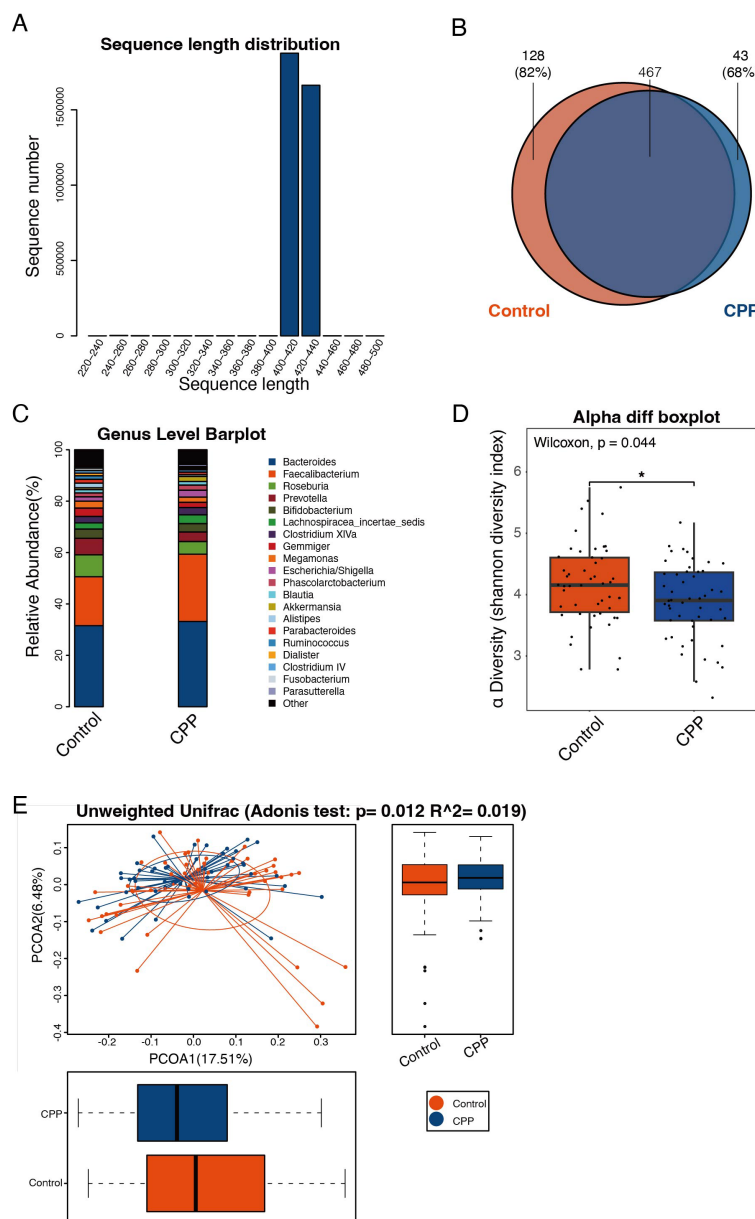 A
Sequence length distribution
Sequence number
0
500000
1000000
1500000
220−240
240−260
260−280
280−300
300−320
320−340
340−360
360−380
380−400
400−420
420−440
440−460
460−480
480−500
Sequence length
B
128
(82%)
467
43
(68%
Control
CPP
C
Genus Level Barplot
Relative Abundance(%)
0
20
40
60
80
100
Control
CPP
Bacteroides
Faecalibacterium
Roseburia
Prevotella
Bifidobacterium
Lachnospiracea_incertae_sedis
Clostridium XlVa
Gemmiger
Megamonas
Escherichia/Shigella
Phascolarctobacterium
Blautia
Akkermansia
Alistipes
Parabacteroides
Ruminococcus
Dialister
Clostridium IV
Fusobacterium
Parasutterella
Other
D
Alpha diff boxplot
Wilcoxon, p = 0.044
*
α Diversity (shannon diversity index)
6
5
4
3
Control
CPP
E
Unweighted Unifrac (Adonis test: p= 0.012 R^2= 0.019)
PCOA2(6.48%)
0.1
0.0
-0.1
-0.2
-0.3
-0.4
-0.2
-0.1
0.0
0.1
0.2
0.3
PCOA1(17.51%)
Control
CPP
CPP
Control
Control
CPP